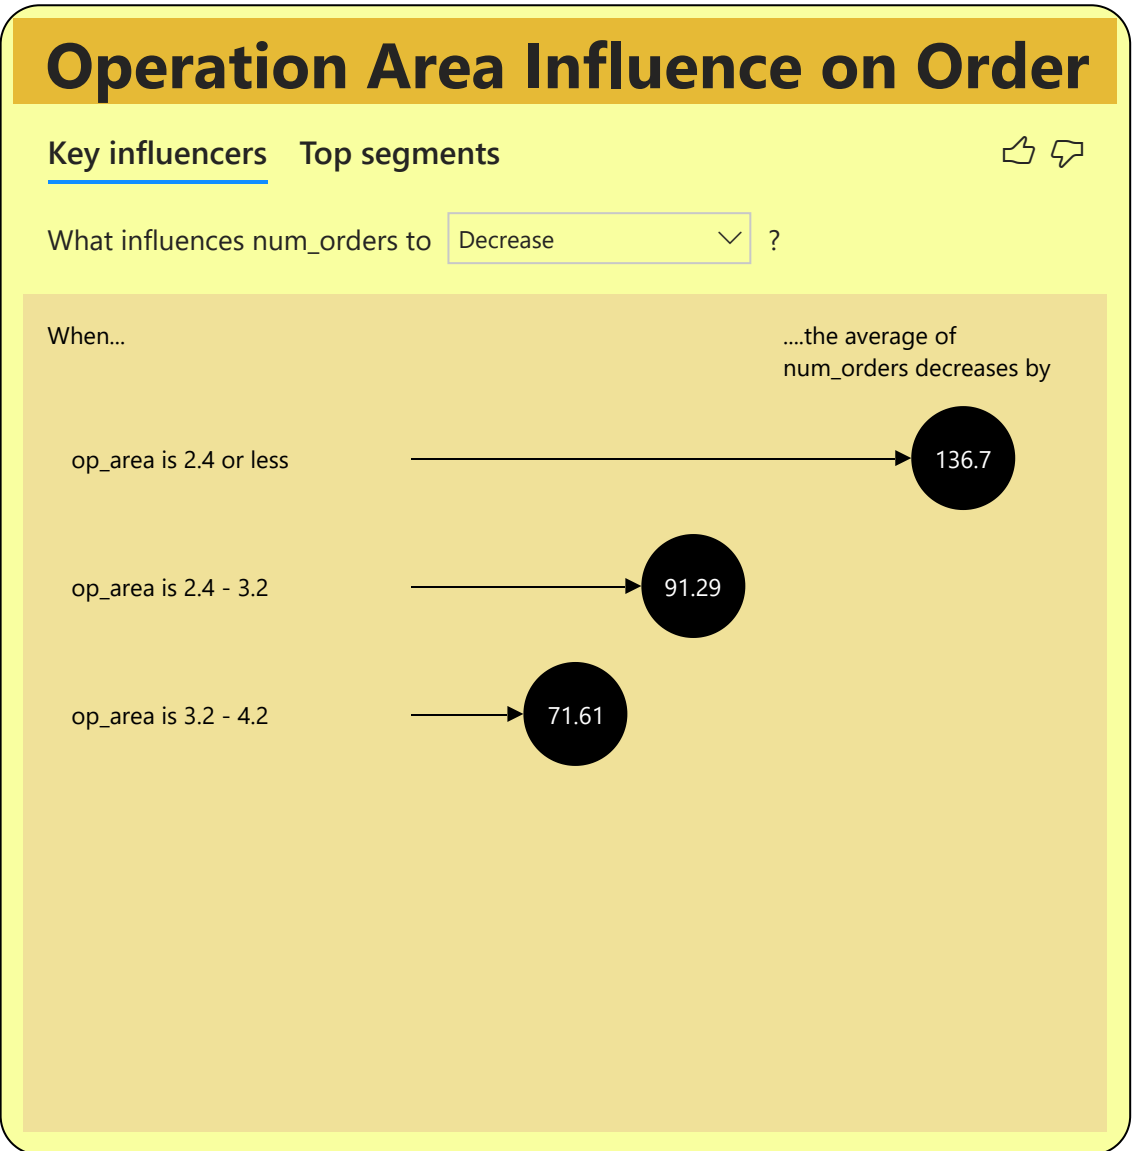 Operation Area Influence on Order
Key influencers Top segments
What influences num_orders to Decrease ?
When...
....the average of
num_orders decreases by
op_area is 2.4 or less 136.7
op_area is 2.4 - 3.2 91.29
op_area is 3.2 - 4.2 71.61